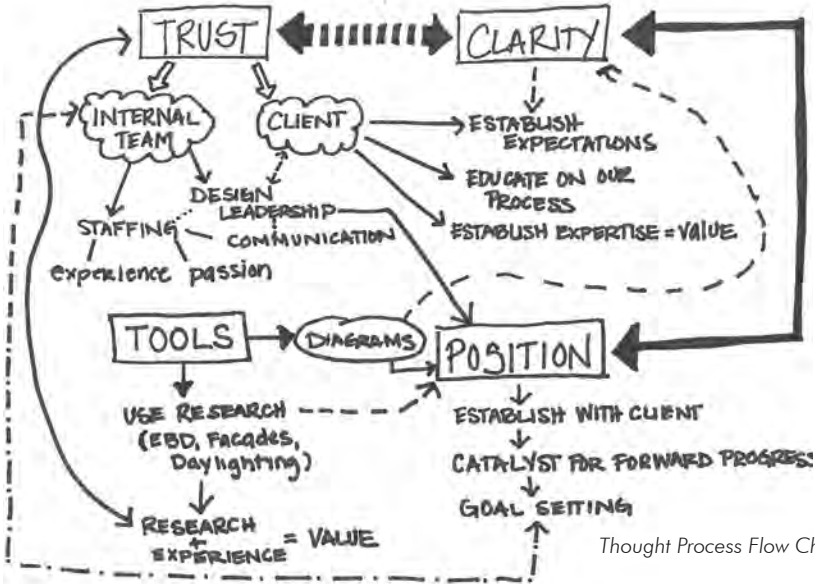 TRUST
CLARITY
INTERNAL
TEAM
CLIENT
ESTABLISH
EXPECTATIONS
EDUCATE ON OUR
PROCESS
ESTABLISH EXPERTISE = VALUE
DESIGN
LEADERSHIP
COMMUNICATION
STAFFING
experience passion
TOOLS
DIAGRAMS
POSITION
USE RESEARCH
(EBD, Facades,
Daylighting)
RESEARCH
+
EXPERIENCE = VALUE
ESTABLISH WITH CLIENT
CATALYST FOR FORWARD PROGRESS
GOAL SETTING
Thought Process Flow Ch